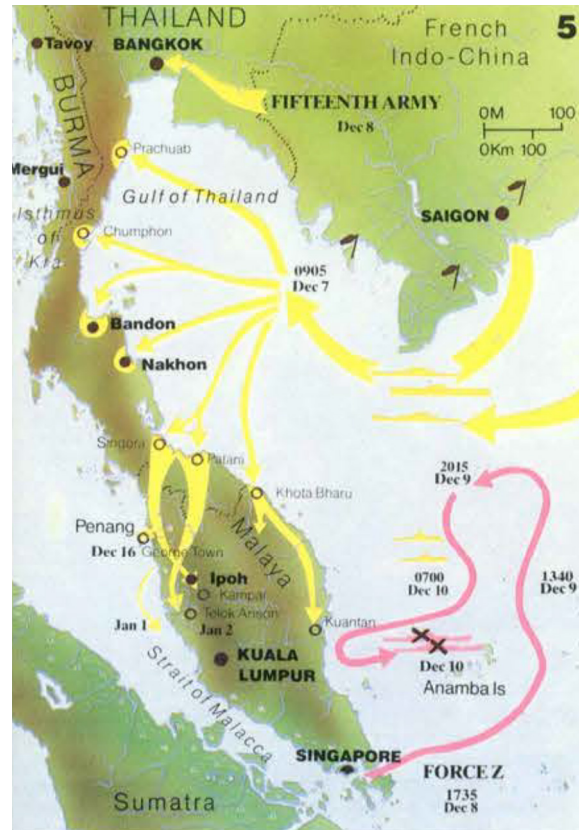 THAILAND
French
Indo-China
5
Tavoy
BANGKOK
BURMA
FIFTEENTH ARMY
Dec 8
0M 100
0Km 100
Prachuab
Mergui
Gulf of Thailand
Isthmus
of
Kra
SAIGON
Chumphon
0905
Dec 7
Bandon
Nakhon
Singora
Patani
2015
Dec 9
Khota Bharu
Penang
Dec 16
George Town
Malaya
0700
Dec 10
1340
Dec 9
Ipoh
Kampar
Telok Anson
Jan 1
Jan 2
Kuantan
KUALA
LUMPUR
Dec 10
Anamba Is
Strait of Malacca
SINGAPORE
FORCE Z
1735
Dec 8
Sumatra